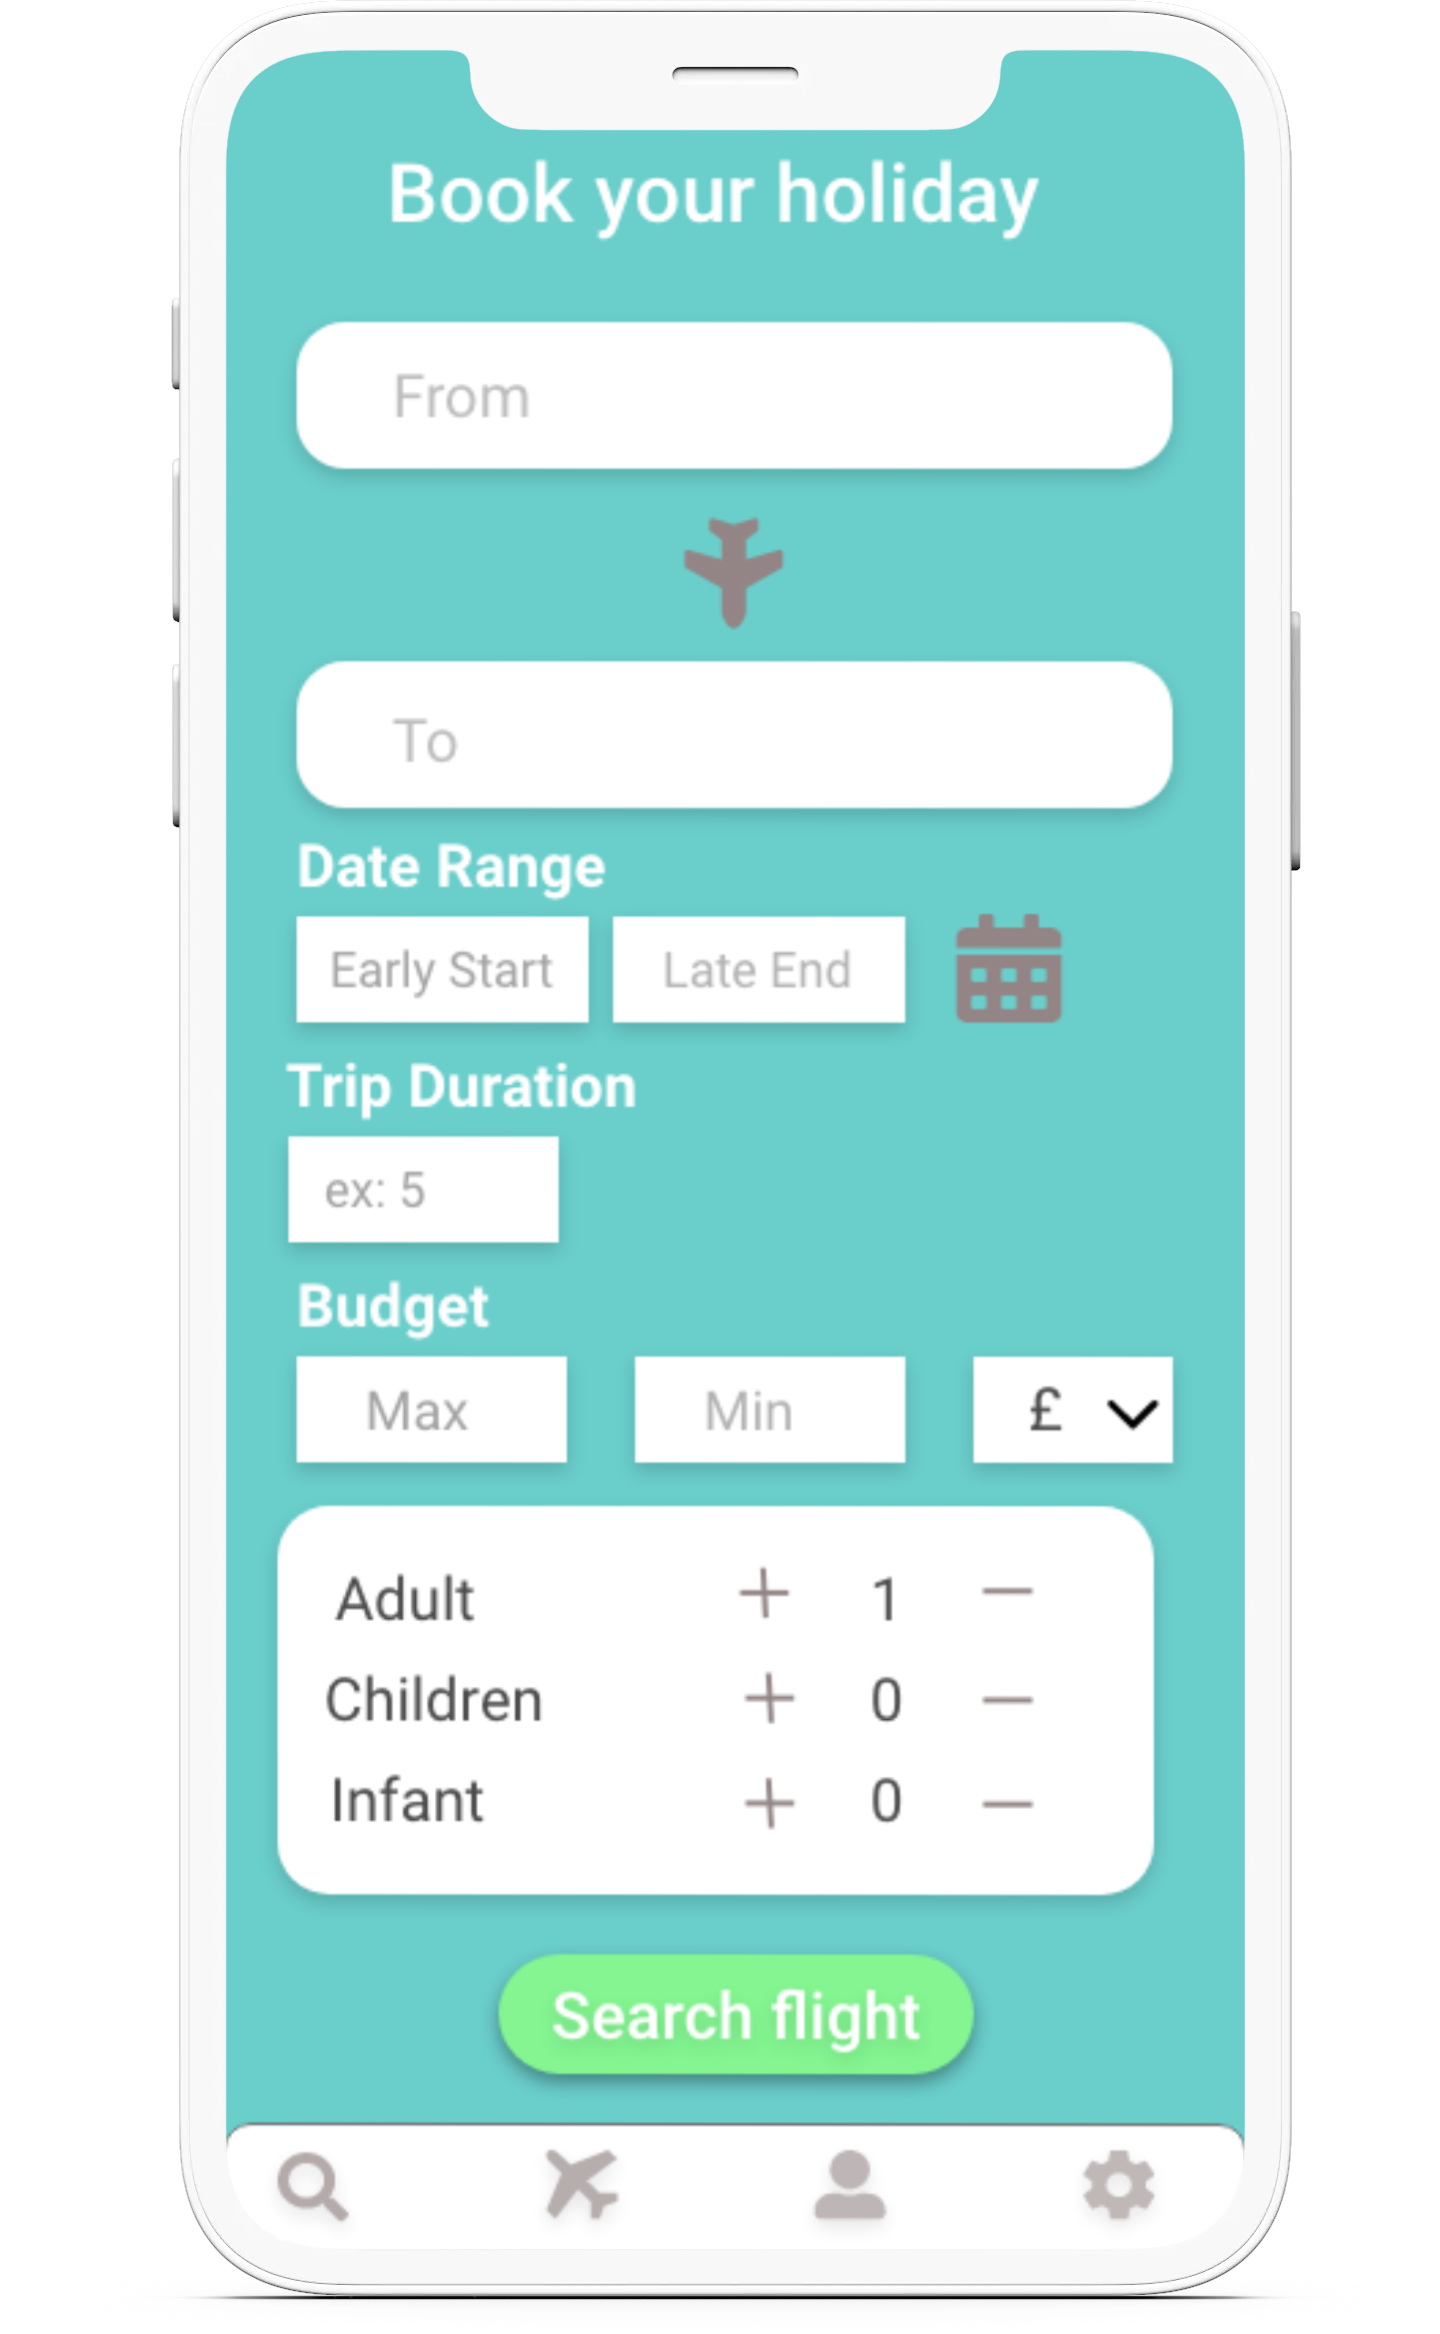 Book your holiday
From
To
Date Range
Early Start Late End
Trip Duration
ex: 5
Budget
Max Min £
Adult + 1 —
Children + 0 —
Infant + 0 —
Search flight